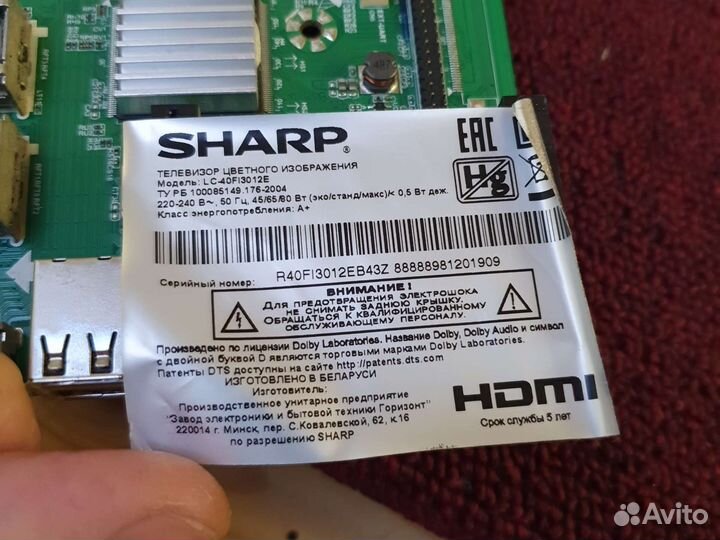 SHARP®
EAC
ТЕЛЕВИЗОР ЦВЕТНОГО ИЗОБРАЖЕНИЯ
Модель: LC-40FI3012E
ТУ РБ 100085149.176-2004
220-240 В~, 50 Гц, 45/65/80 Вт (эко/станд/макс)/< 0,5 Вт деж.
Класс энергопотребления: А+
Hg
Серийный номер: R40FI3012EB43Z 88888981201909
ВНИМАНИЕ !
ДЛЯ ПРЕДОТВРАЩЕНИЯ ЭЛЕКТРОШОКА
НЕ СНИМАТЬ ЗАДНЮЮ КРЫШКУ.
ОБРАЩАТЬСЯ К КВАЛИФИЦИРОВАННОМУ
ОБСЛУЖИВАЮЩЕМУ ПЕРСОНАЛУ.
Произведено по лицензии Dolby Laboratories. Название Dolby, Dolby Audio и символ
с двойной буквой D являются торговыми марками Dolby Laboratories.
Патенты DTS доступны на сайте http://patents.dts.com
ИЗГОТОВЛЕНО В БЕЛАРУСИ
Изготовитель:
Производственное унитарное предприятие
"Завод электроники и бытовой техники Горизонт"
220014 г. Минск, пер. С.Ковалевской, 62, к.16
по разрешению SHARP
HDMI
Срок службы 5 лет
Avito